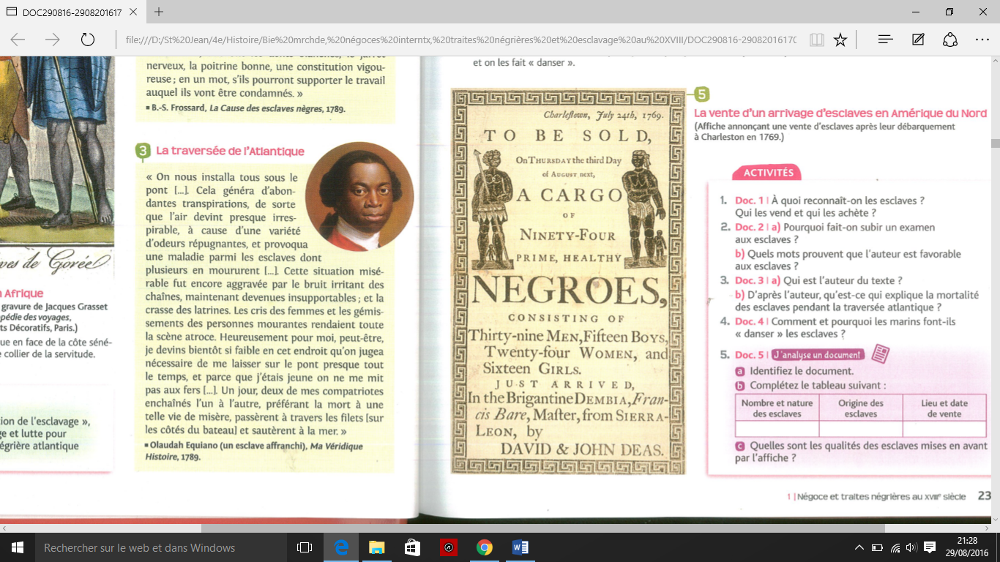 DOC290816-2908201617
file:///D:/St%20Jean/4e/Histoire/Bie%20mrchde,%20négoces%20interntx,%20traites%20négrières%20et%20esclavage%20au%20XVIII/DOC290816-29082016170
nerveux, la poitrine bonne, une constitution vigou-
reuse ; en un mot, s'ils pourront supporter le travail
auquel ils vont être condamnés. »
▪ B.-S. Frossard, La Cause des esclaves nègres, 1789.
ves de Gorée
n Afrique
gravure de Jacques Grasset
opédie des voyages,
ts Décoratifs, Paris.)
que en face de la côte séné-
e collier de la servitude.
tion de l'esclavage »,
ge et lutte pour
égrière atlantique
3 La traversée de l'Atlantique
« On nous installa tous sous le
pont [...]. Cela généra d'abon-
dantes transpirations, de sorte
que l'air devint presque irres-
pirable, à cause d'une variété
d'odeurs répugnantes, et provoqua
une maladie parmi les esclaves dont
plusieurs en moururent [...]. Cette situation misé-
rable fut encore aggravée par le bruit irritant des
chaînes, maintenant devenues insupportables ; et la
crasse des latrines. Les cris des femmes et les gémis-
sements des personnes mourantes rendaient toute
la scène atroce. Heureusement pour moi, peut-être,
je devins bientôt si faible en cet endroit qu'on jugea
nécessaire de me laisser sur le pont presque tout
le temps, et parce que j'étais jeune on ne me mit
pas aux fers [...]. Un jour, deux de mes compatriotes
enchaînés l'un à l'autre, préférant la mort à une
telle vie de misère, passèrent à travers les filets [sur
les côtés du bateau] et sautèrent à la mer. »
▪ Olaudah Equiano (un esclave affranchi), Ma Véridique
Histoire, 1789.
et on les fait « danser ».
Charlestown, July 24th, 1769.
TO BE SOLD,
On THURSDAY the third Day
of AUGUST next,
A CARGO
OF
NINETY-FOUR
PRIME, HEALTHY
NEGROES,
CONSISTING OF
Thirty-nine MEN, Fifteen BOYS,
Twenty-four WOMEN, and
Sixteen GIRLS.
JUST ARRIVED,
In the Brigantine DEMBIA, Fran-
cis Bare, Master, from SIERRA-
LEON, by
DAVID & JOHN DEAS.
5
La vente d'un arrivage d'esclaves en Amérique du Nord
(Affiche annonçant une vente d'esclaves après leur débarquement
à Charleston en 1769.)
ACTIVITÉS
1. Doc. 1 | À quoi reconnaît-on les esclaves ?
Qui les vend et qui les achète ?
2. Doc. 2 | a) Pourquoi fait-on subir un examen
aux esclaves ?
b) Quels mots prouvent que l'auteur est favorable
aux esclaves ?
3. Doc. 3 | a) Qui est l'auteur du texte ?
b) D'après l'auteur, qu'est-ce qui explique la mortalité
des esclaves pendant la traversée atlantique ?
4. Doc. 4 | Comment et pourquoi les marins font-ils
« danser » les esclaves ?
5. Doc. 5 | J'analyse un document
a Identifiez le document.
b Complétez le tableau suivant :
Nombre et nature des esclaves | Origine des esclaves | Lieu et date de vente
c Quelles sont les qualités des esclaves mises en avant
par l'affiche ?
1 | Négoce et traites négrières au XVIIIe siècle 23
Rechercher sur le web et dans Windows
21:28
29/08/2016